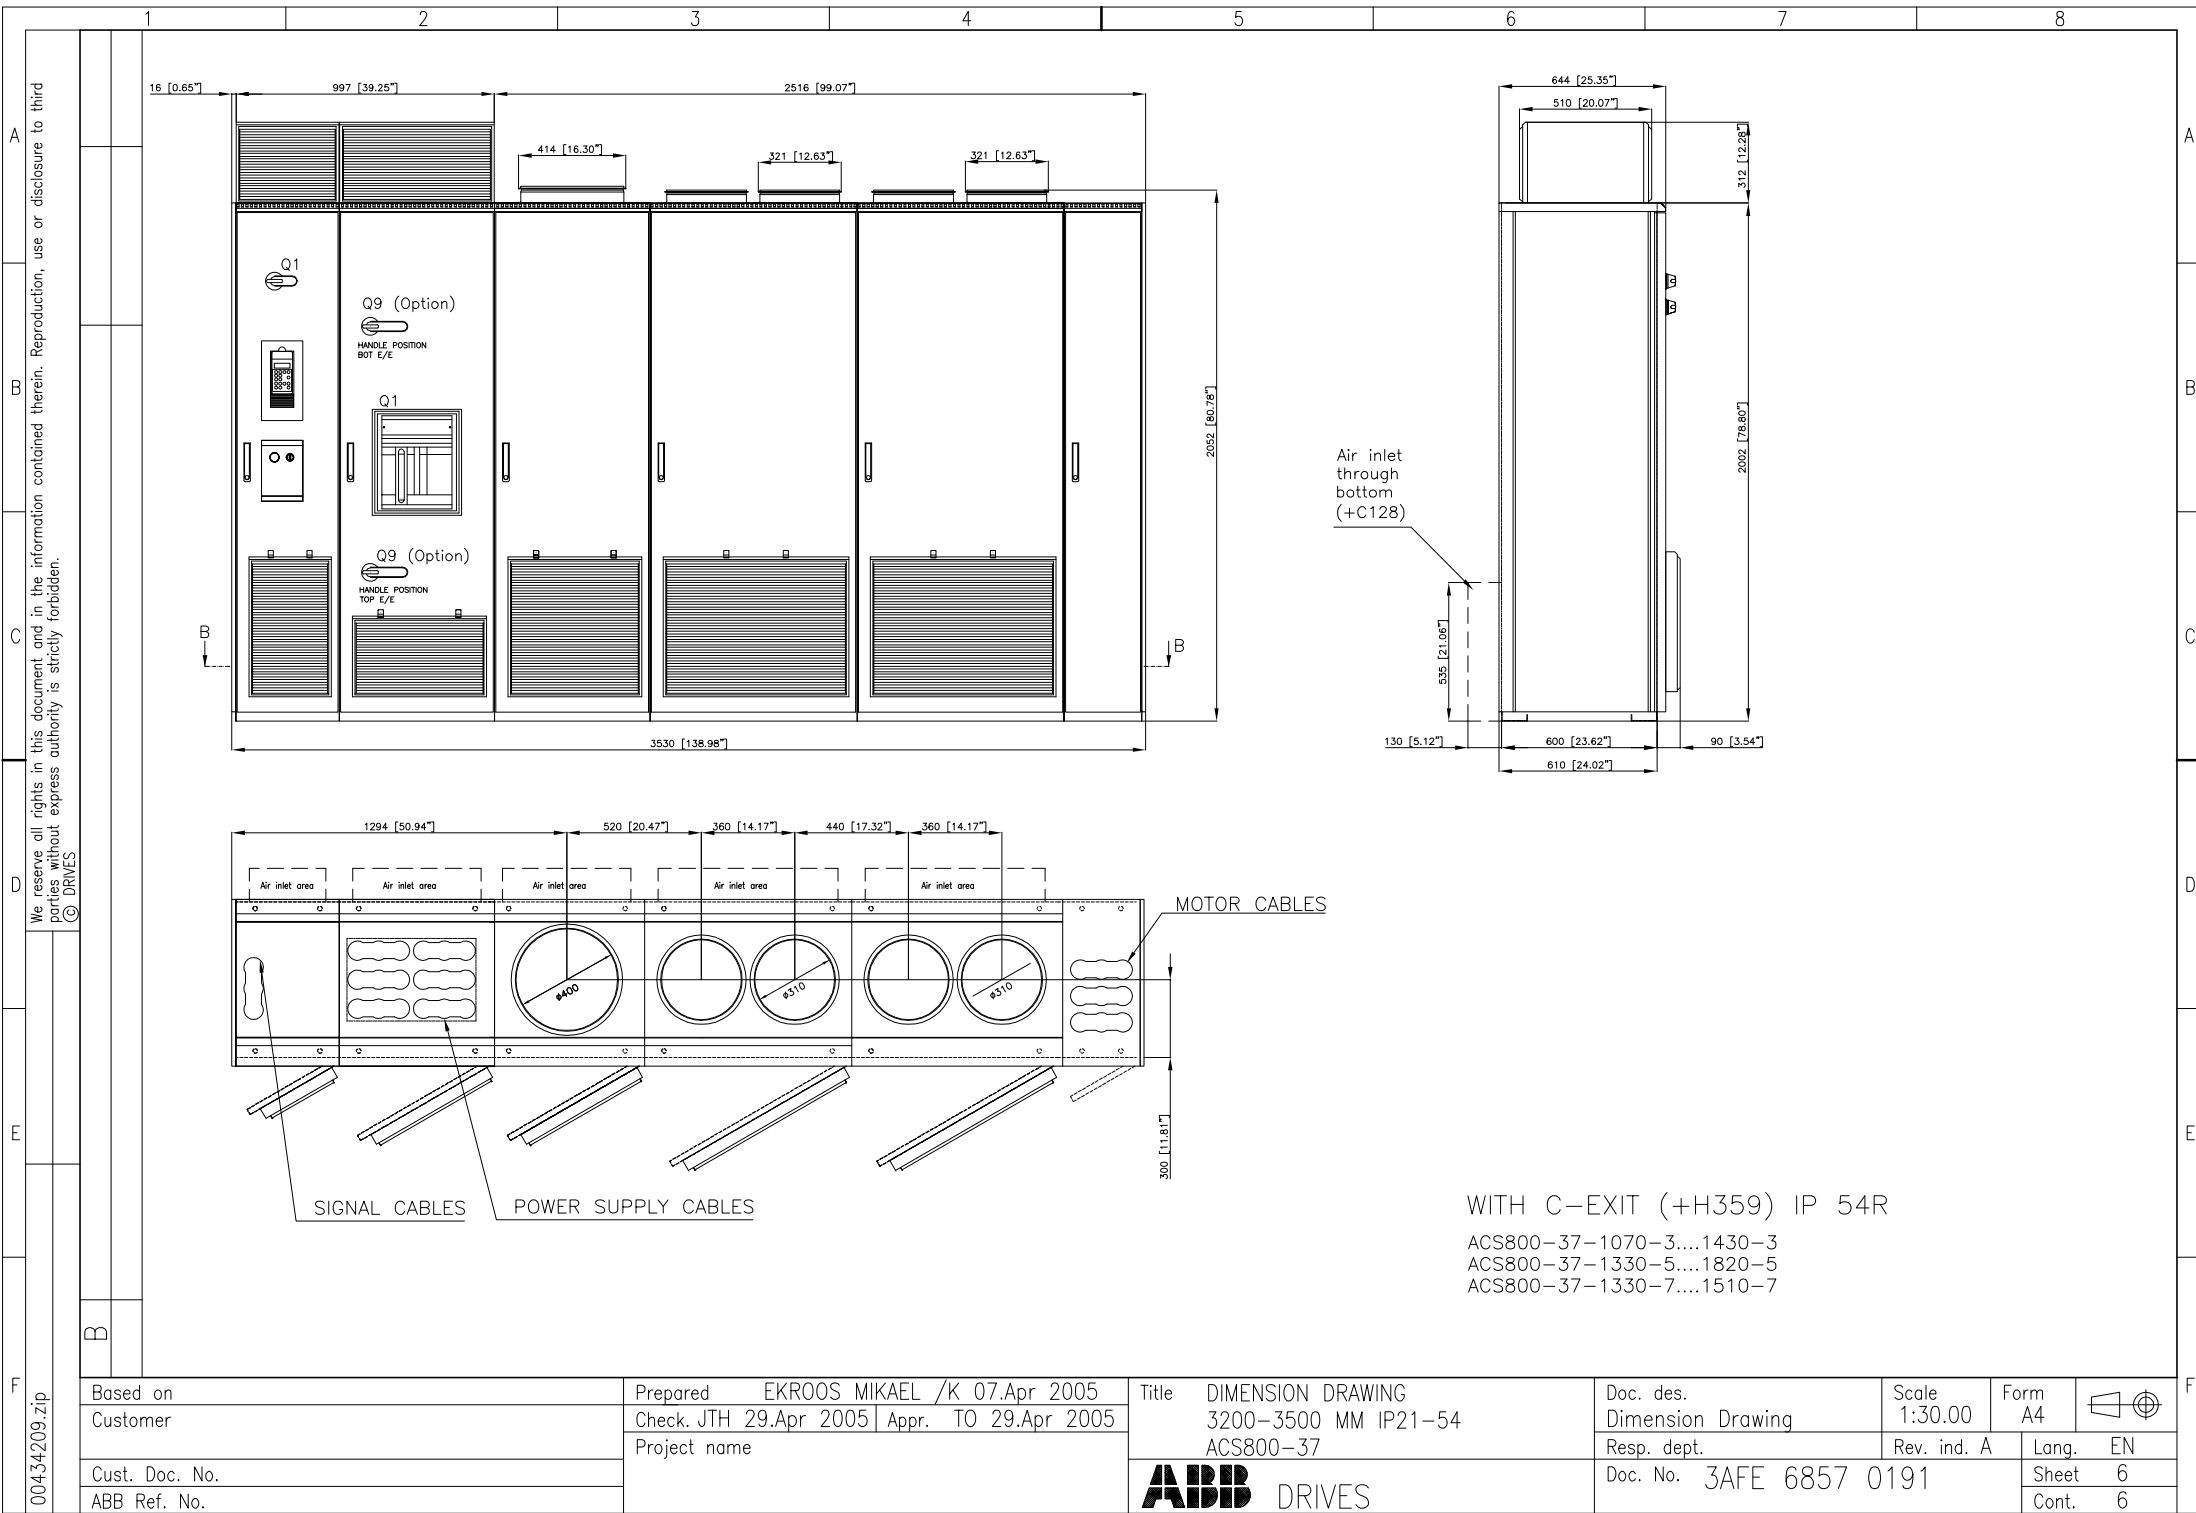 1 2 3 4 5 6 7 8
A
B
C
D
E
F
A
B
C
D
E
F
We reserve all rights in this document and in the information contained therein. Reproduction, use or disclosure to third
parties without express authority is strictly forbidden.
© DRIVES
00434209.zip
B
16 [0.65"]
997 [39.25"]
2516 [99.07"]
414 [16.30"]
321 [12.63"]
321 [12.63"]
Q1
Q9 (Option)
HANDLE POSITION
BOT E/E
Q1
Q9 (Option)
HANDLE POSITION
TOP E/E
B
B
2052 [80.78"]
3530 [138.98"]
644 [25.35"]
510 [20.07"]
312 [12.28"]
2002 [78.80"]
Air inlet
through
bottom
(+C128)
535 [21.06"]
130 [5.12"]
600 [23.62"]
90 [3.54"]
610 [24.02"]
1294 [50.94"]
520 [20.47"]
360 [14.17"]
440 [17.32"]
360 [14.17"]
Air inlet area
Air inlet area
Air inlet area
Air inlet area
Air inlet area
MOTOR CABLES
ø400
ø310
ø310
300 [11.81"]
SIGNAL CABLES
POWER SUPPLY CABLES
WITH C-EXIT (+H359) IP 54R
ACS800-37-1070-3....1430-3
ACS800-37-1330-5....1820-5
ACS800-37-1330-7....1510-7
Based on
Customer
Cust. Doc. No.
ABB Ref. No.
Prepared EKROOS MIKAEL /K 07.Apr 2005
Check. JTH 29.Apr 2005 Appr. TO 29.Apr 2005
Project name
Title DIMENSION DRAWING
3200-3500 MM IP21-54
ACS800-37
ABB DRIVES
Doc. des.
Dimension Drawing
Scale
1:30.00
Form
A4
Resp. dept.
Rev. ind. A
Lang. EN
Doc. No. 3AFE 6857 0191
Sheet 6
Cont. 6